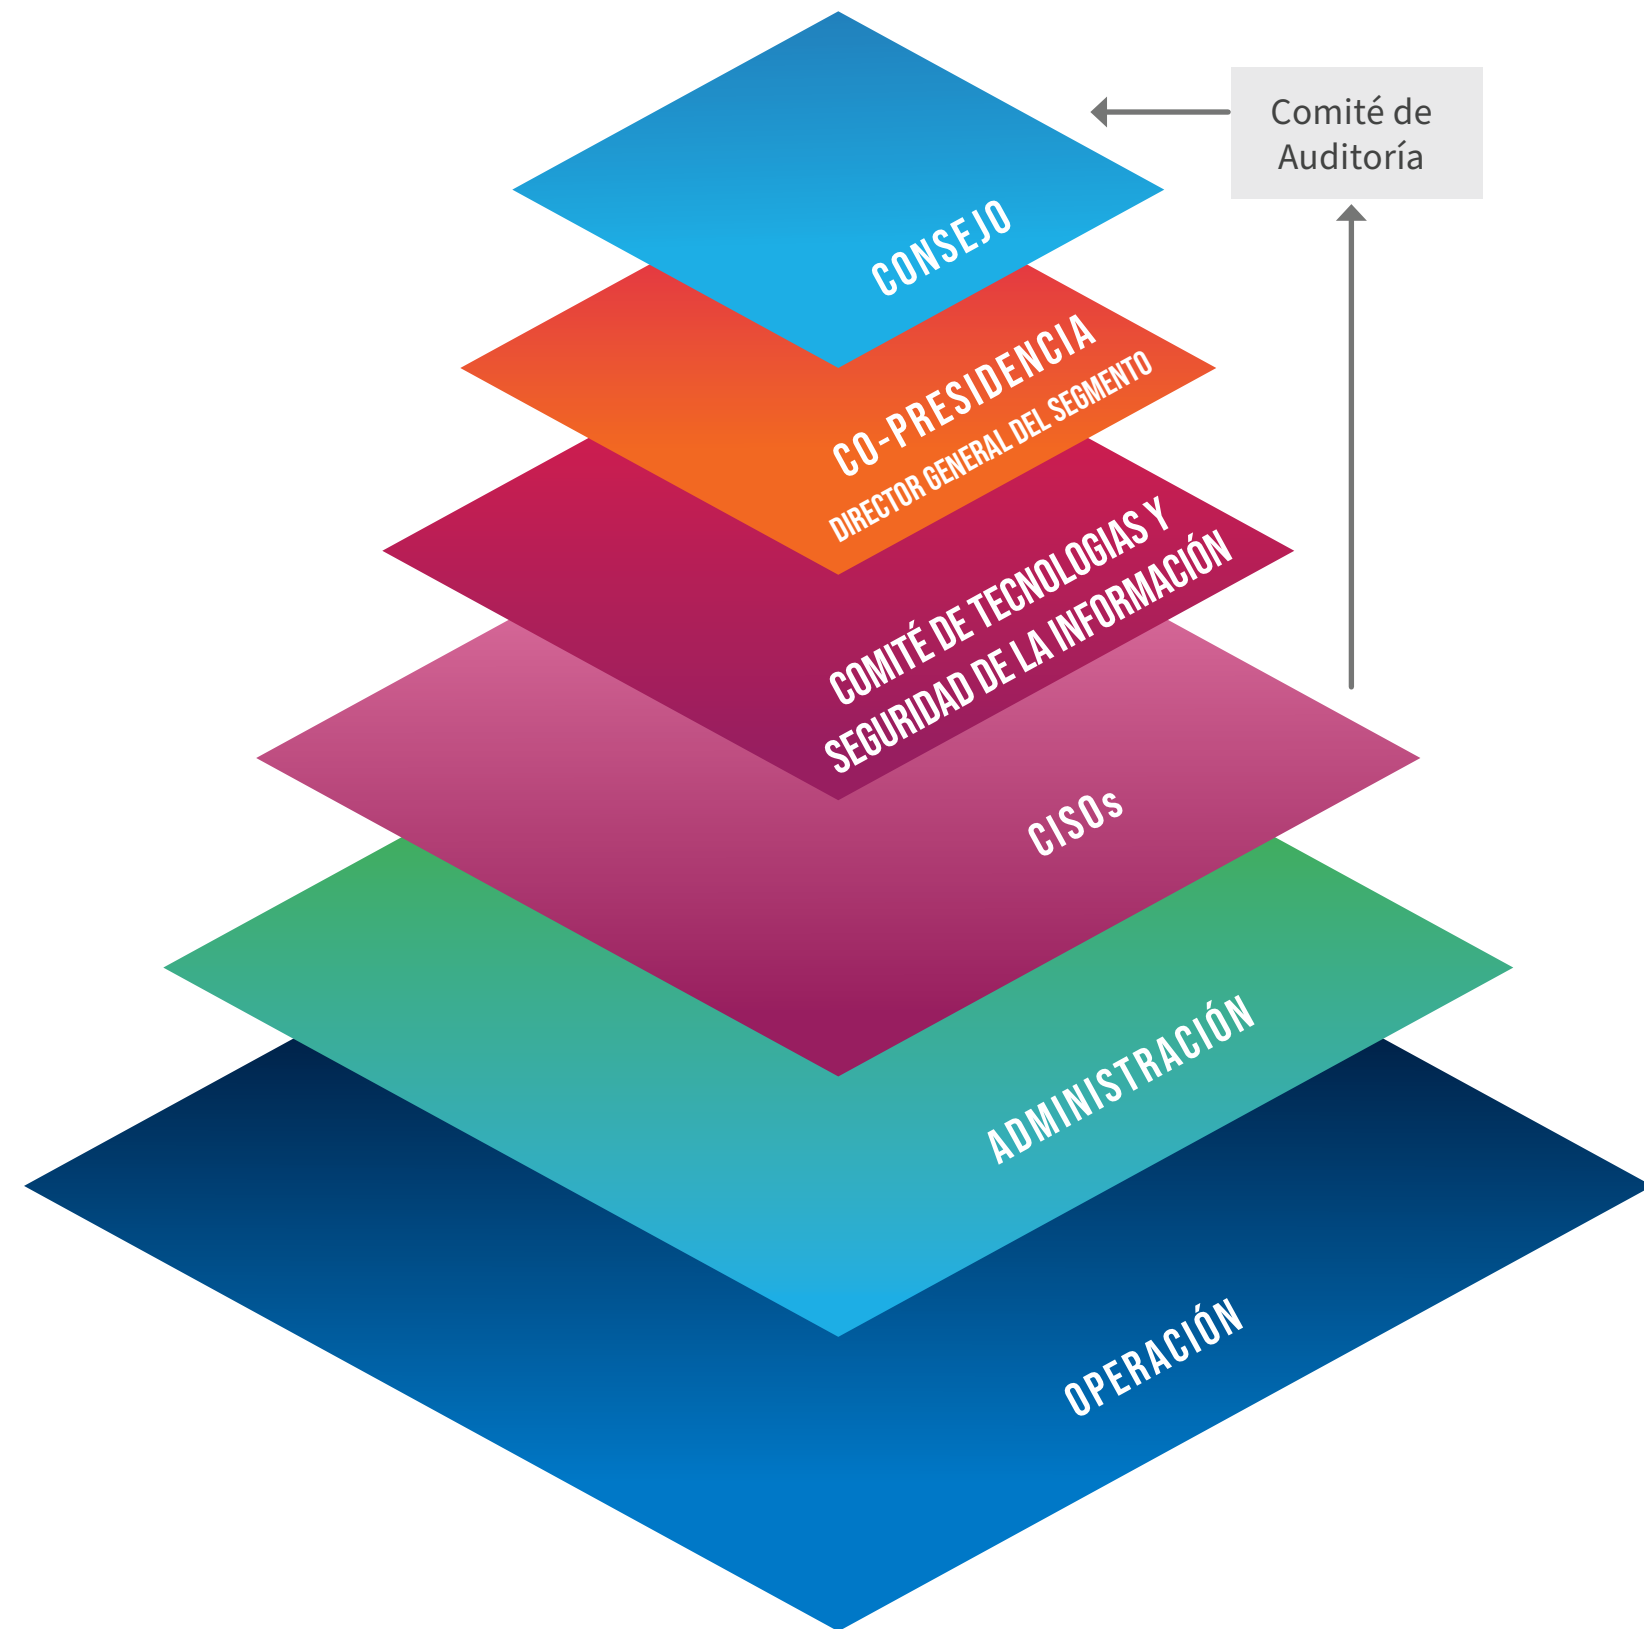 Comité de
Auditoría
CONSEJO
CO-PRESIDENCIA
DIRECTOR GENERAL DEL SEGMENTO
COMITÉ DE TECNOLOGIAS Y
SEGURIDAD DE LA INFORMACIÓN
CISOs
ADMINISTRACIÓN
OPERACIÓN